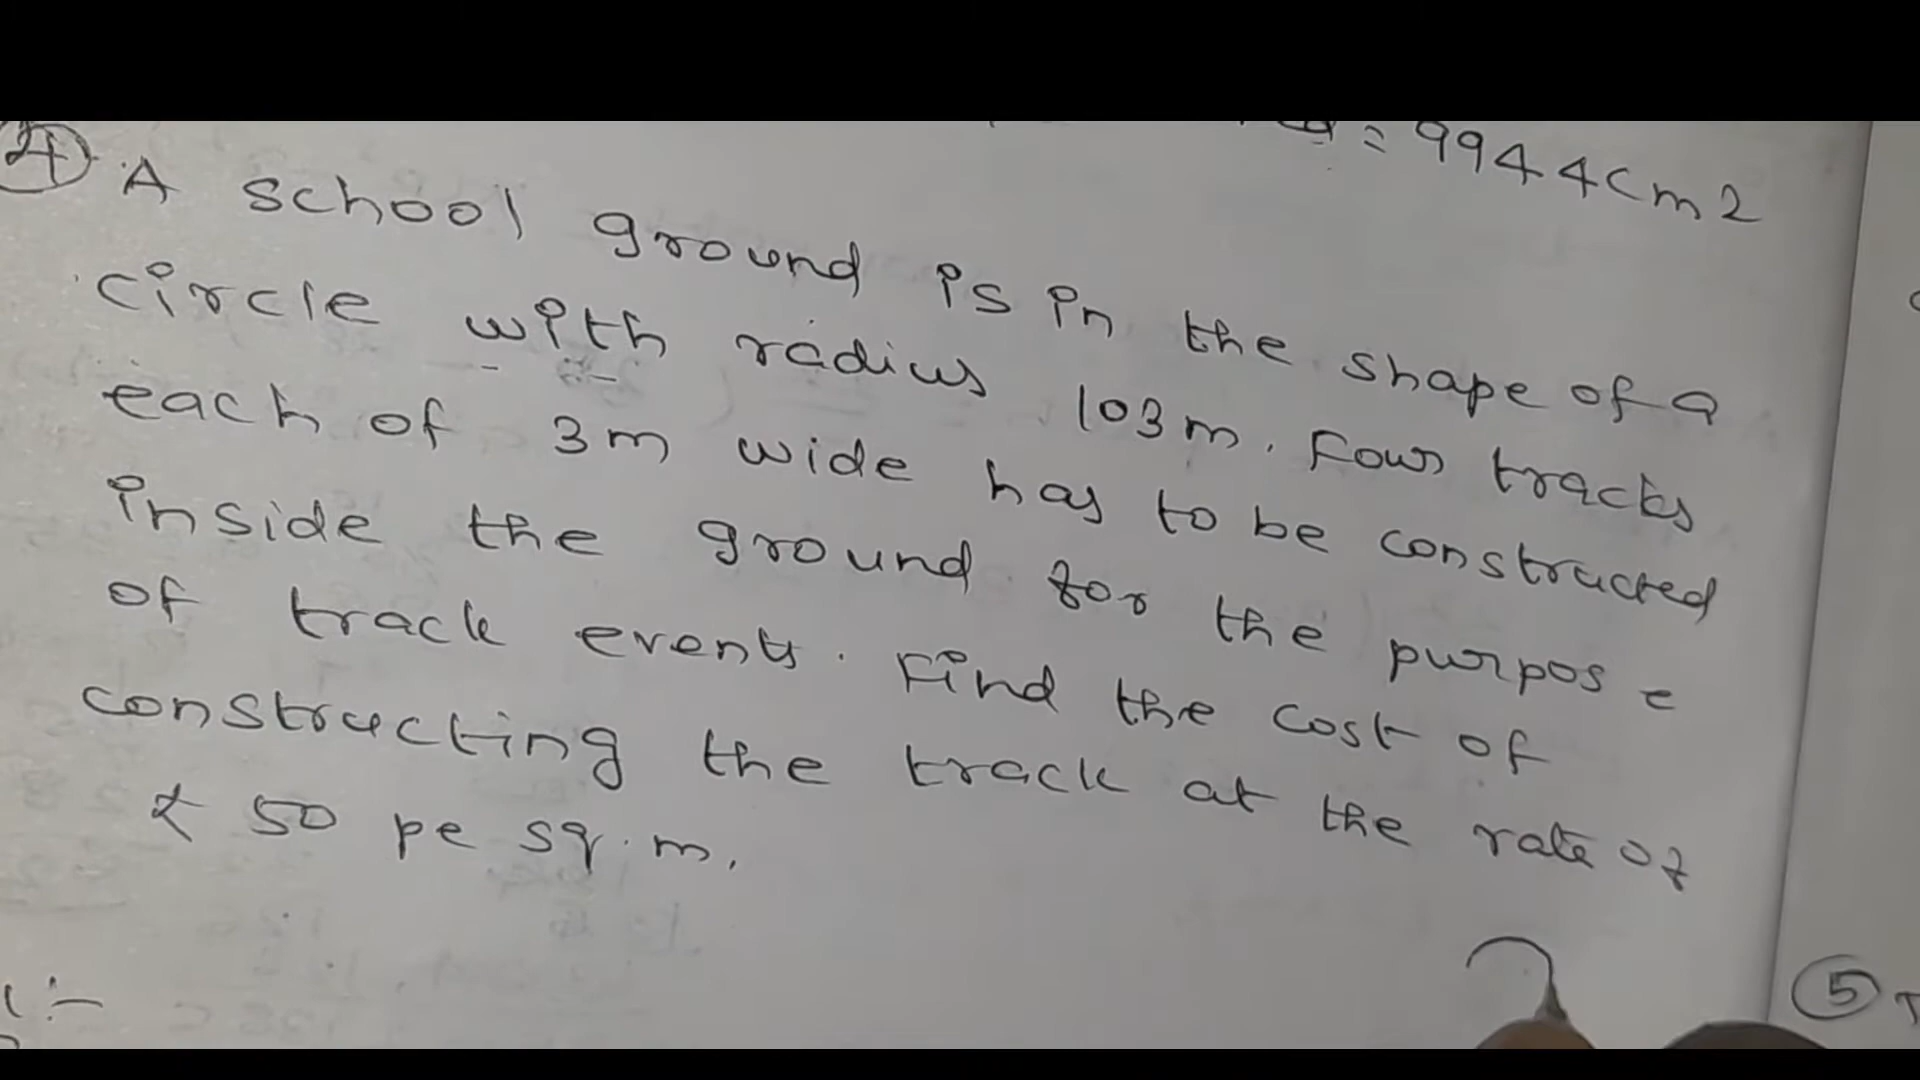 = 9944cm2
4 A school ground is in the shape of a
circle with radius 103m. Four tracks
each of 3m wide has to be constructed
inside the ground for the purpose
of track events. Find the cost of
constructing the track at the rate of
₹ 50 pe sq.m.
5